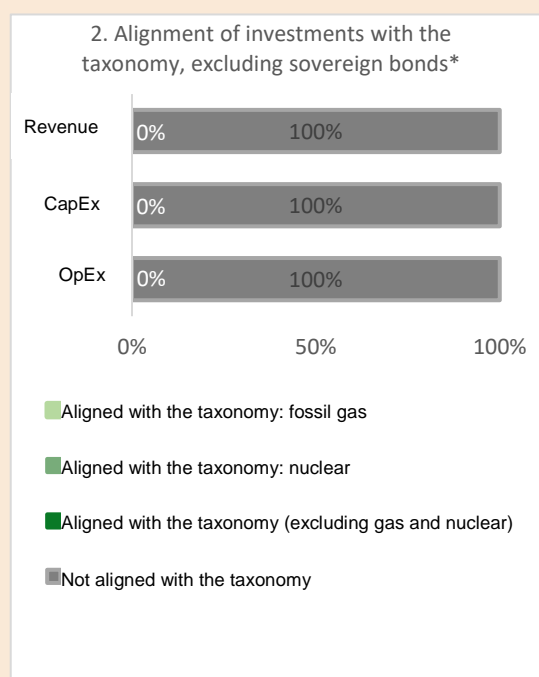 2. Alignment of investments with the
taxonomy, excluding sovereign bonds*
Revenue 0% 100%
CapEx 0% 100%
OpEx 0% 100%
0% 50% 100%
Aligned with the taxonomy: fossil gas
Aligned with the taxonomy: nuclear
Aligned with the taxonomy (excluding gas and nuclear)
Not aligned with the taxonomy